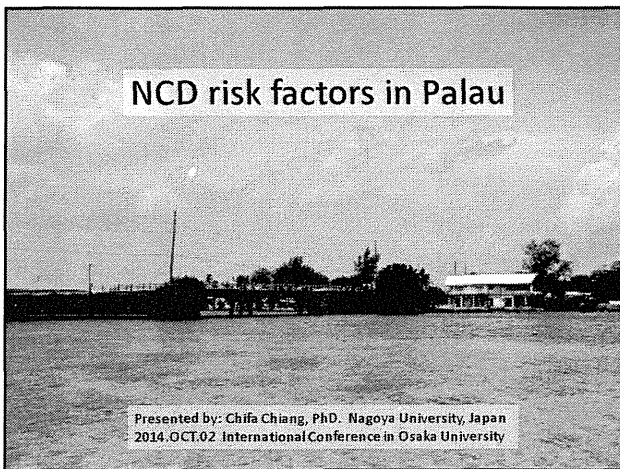 NCD risk factors in Palau
Presented by: Chifa Chiang, PhD. Nagoya University, Japan
2014.OCT.02 International Conference in Osaka University